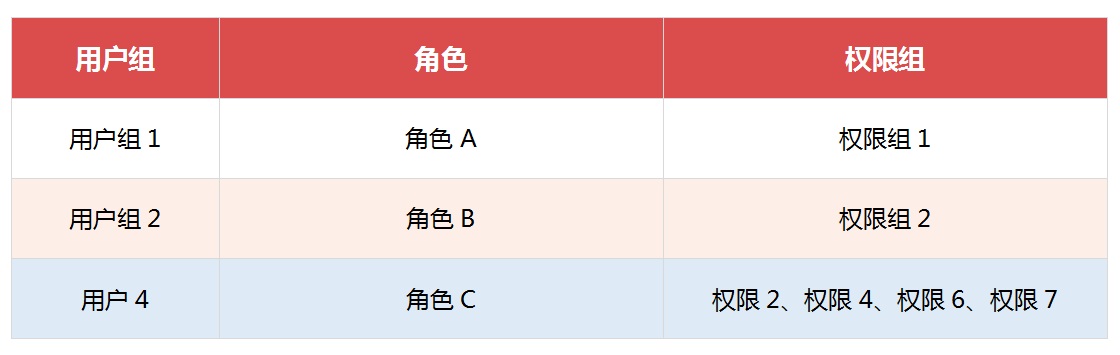 用户组 角色 权限组
用户组 1 角色 A 权限组 1
用户组 2 角色 B 权限组 2
用户 4 角色 C 权限 2、权限 4、权限 6、权限 7